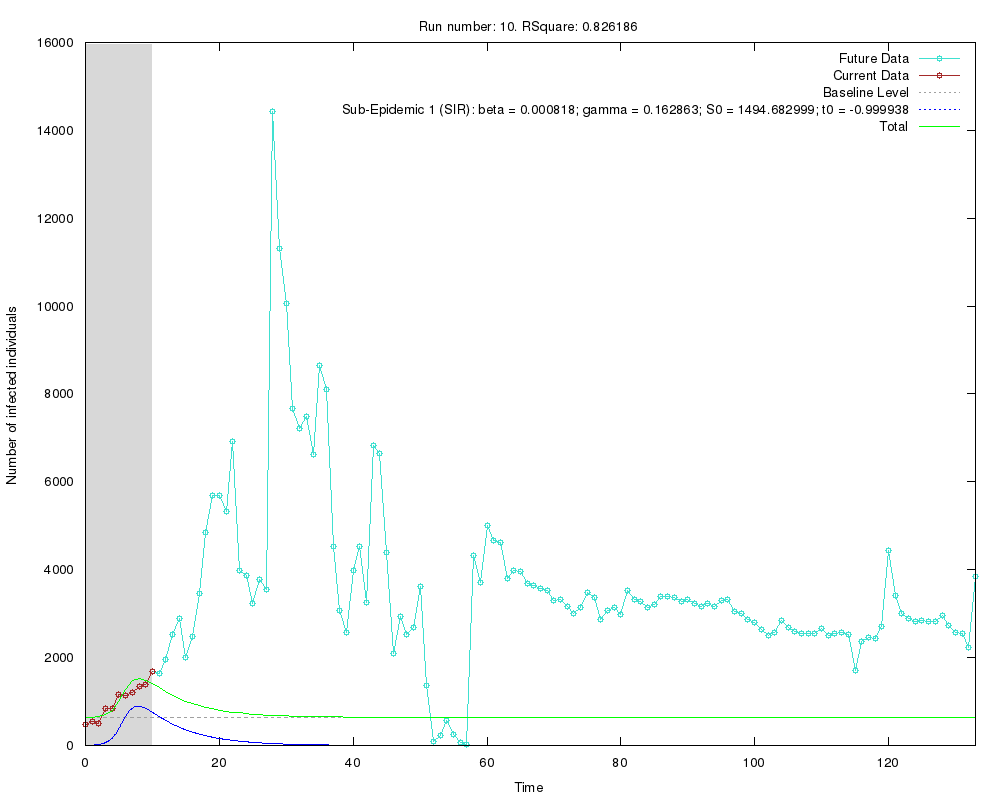 Run number: 10. RSquare: 0.826186
16000
14000
12000
10000
8000
6000
4000
2000
0
Number of infected individuals
Future Data
Current Data
Baseline Level
Sub-Epidemic 1 (SIR): beta = 0.000818; gamma = 0.162863; S0 = 1494.682999; t0 = -0.999938
Total
0 20 40 60 80 100 120
Time